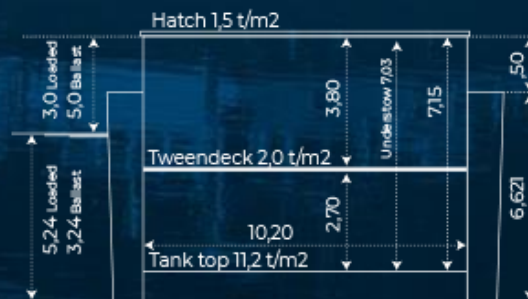 Hatch 1,5 t/m2
3,0 Loaded
5,0 Ballast
3,80
Understow 7,03
7,15
,50
Tweendeck 2,0 t/m2
5,24 Loaded
3,24 Ballast
10,20
2,70
6,621
Tank top 11,2 t/m2